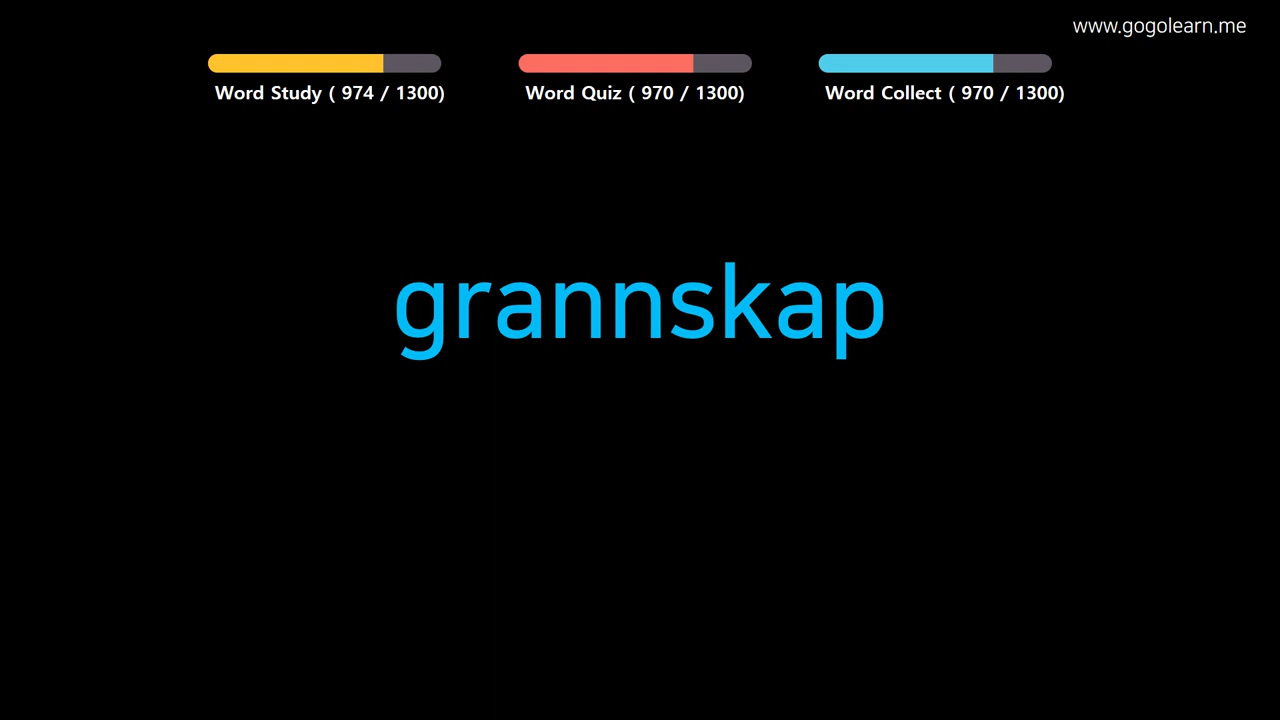 www.gogolearn.me
Word Study ( 974 / 1300) Word Quiz ( 970 / 1300) Word Collect ( 970 / 1300)
grannskap